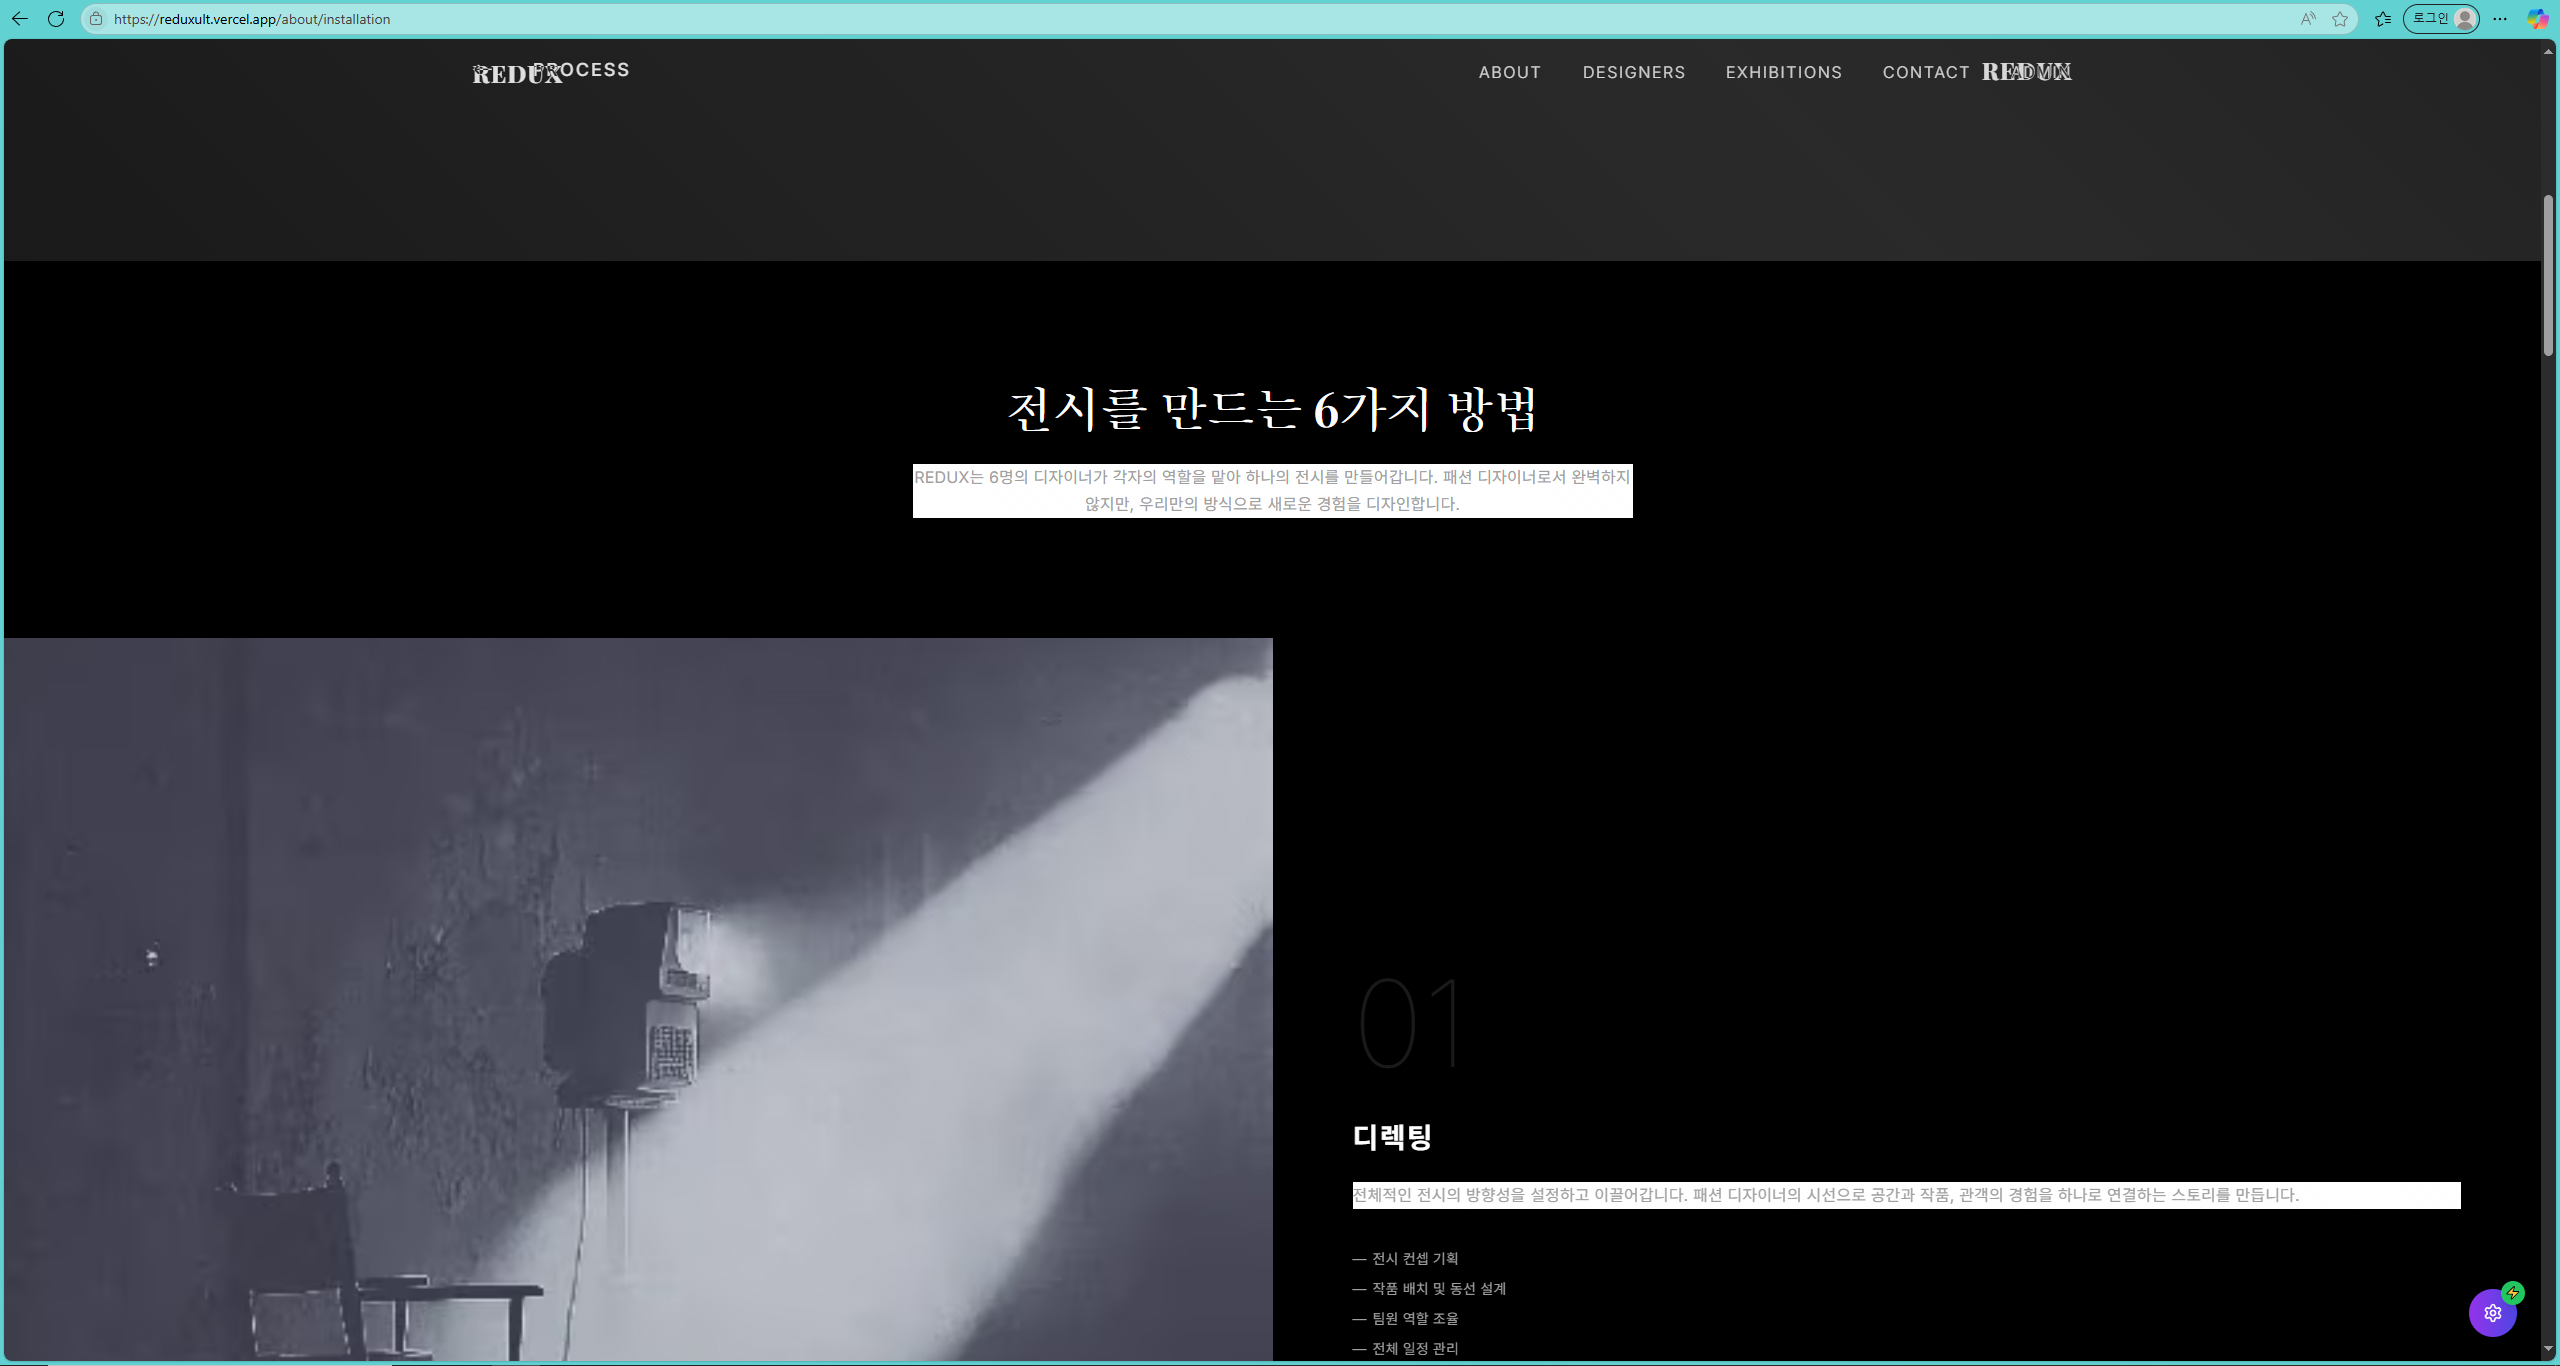 https://reduxult.vercel.app/about/installation
로그인
REDUX
PROCESS
ABOUT
DESIGNERS
EXHIBITIONS
CONTACT
REDUX
ADMIN
전시를 만드는 6가지 방법
REDUX는 6명의 디자이너가 각자의 역할을 맡아 하나의 전시를 만들어갑니다. 패션 디자이너로서 완벽하지
않지만, 우리만의 방식으로 새로운 경험을 디자인합니다.
01
디렉팅
전체적인 전시의 방향성을 설정하고 이끌어갑니다. 패션 디자이너의 시선으로 공간과 작품, 관객의 경험을 하나로 연결하는 스토리를 만듭니다.
— 전시 컨셉 기획
— 작품 배치 및 동선 설계
— 팀원 역할 조율
— 전체 일정 관리